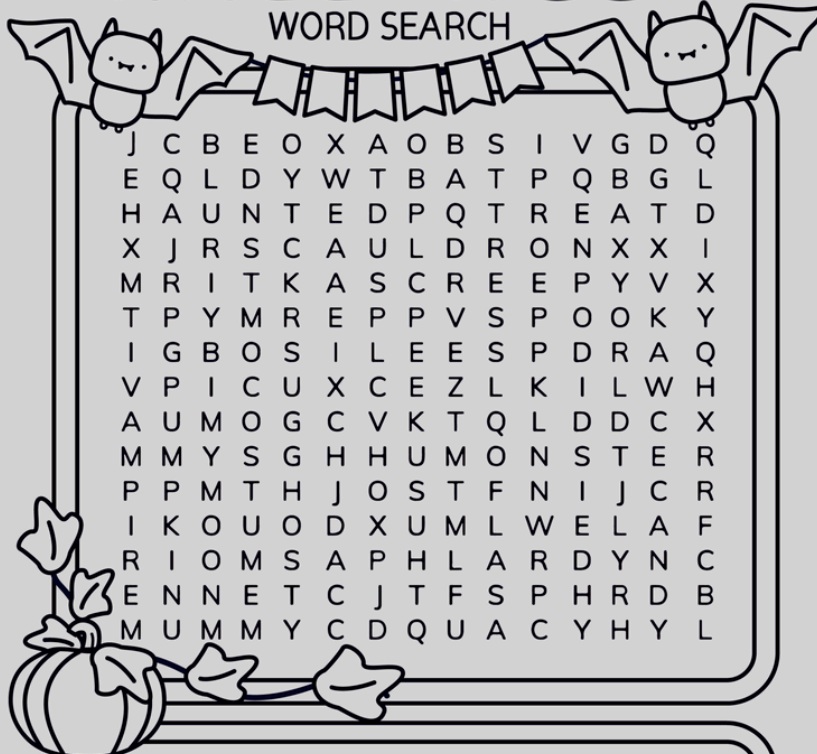 WORD SEARCH
J C B E O X A O B S I V G D Q
E Q L D Y W T B A T P Q B G L
H A U N T E D P Q T R E A T D
X J R S C A U L D R O N X X I
M R I T K A S C R E E P Y V X
T P Y M R E P P V S P O O K Y
I G B O S I L E E S P D R A Q
V P I C U X C E Z L K I L W H
A U M O G C V K T Q L D D C X
M M Y S G H H U M O N S T E R
P P M T H J O S T F N I J C R
I K O U O D X U M L W E L A F
R I O M S A P H L A R D Y N C
E N N E T C J T F S P H R D B
M U M M Y C D Q U A C Y H Y L